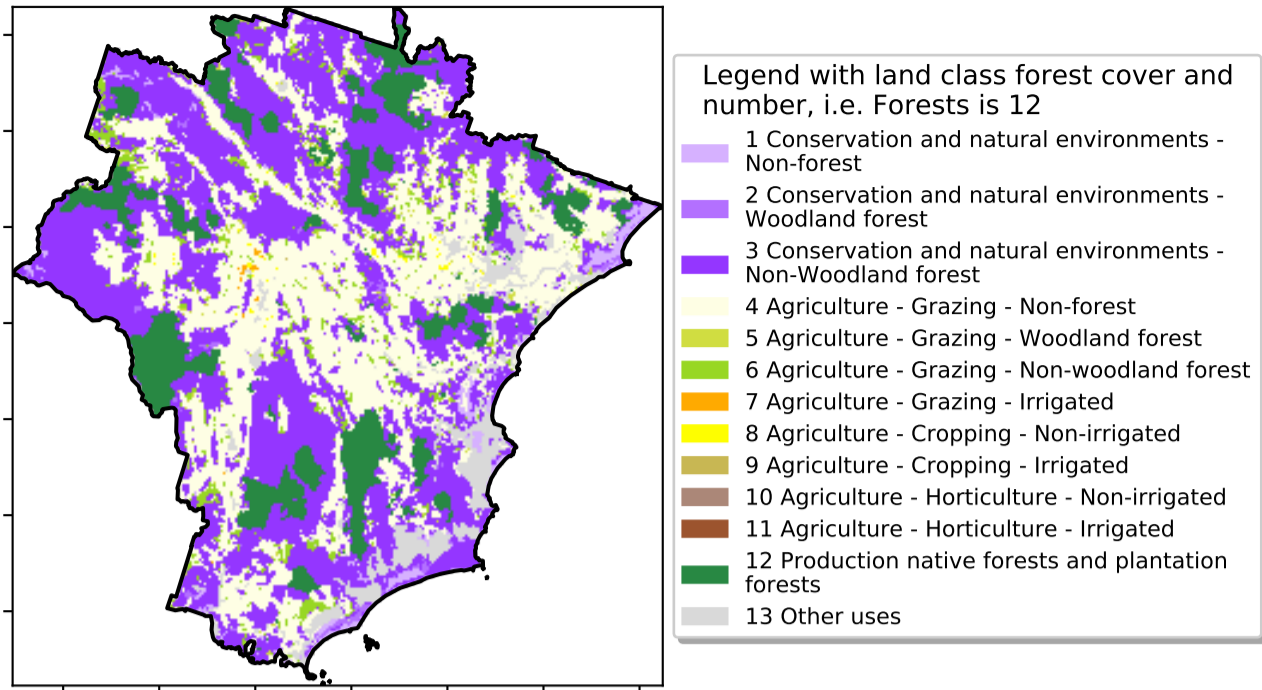 Legend with land class forest cover and
number, i.e. Forests is 12
1 Conservation and natural environments -
Non-forest
2 Conservation and natural environments -
Woodland forest
3 Conservation and natural environments -
Non-Woodland forest
4 Agriculture - Grazing - Non-forest
5 Agriculture - Grazing - Woodland forest
6 Agriculture - Grazing - Non-woodland forest
7 Agriculture - Grazing - Irrigated
8 Agriculture - Cropping - Non-irrigated
9 Agriculture - Cropping - Irrigated
10 Agriculture - Horticulture - Non-irrigated
11 Agriculture - Horticulture - Irrigated
12 Production native forests and plantation
forests
13 Other uses